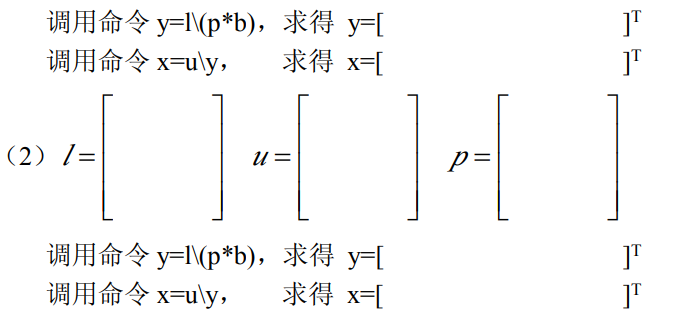 调用命令 y=l\(p*b)，求得 y=[ ]T
调用命令 x=u\y， 求得 x=[ ]T
（2） l=[ ] u=[ ] p=[ ]
调用命令 y=l\(p*b)，求得 y=[ ]T
调用命令 x=u\y， 求得 x=[ ]T